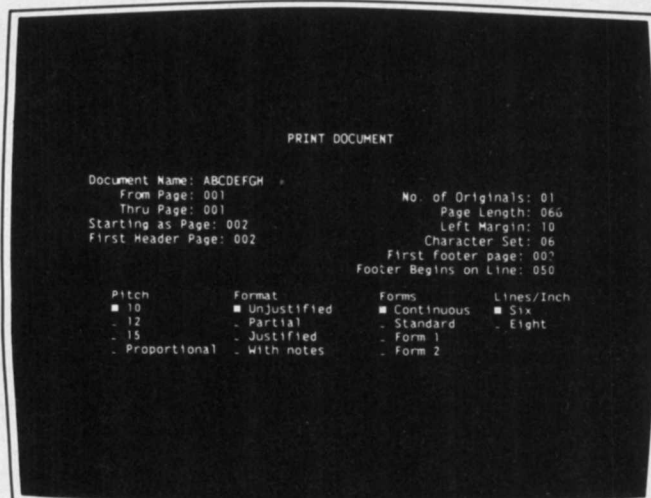 PRINT DOCUMENT
Document Name: ABCDEFGH
From Page: 001
Thru Page: 001
Starting as Page: 002
First Header Page: 002
No. of Originals: 01
Page Length: 066
Left Margin: 10
Character Set: 06
First footer page: 002
Footer Begins on Line: 050
Pitch Format Forms Lines/Inch
■ 10 ■ Unjustified ■ Continuous ■ Six
_ 12 _ Partial _ Standard _ Eight
_ 15 _ Justified _ Form 1
_ Proportional _ With notes _ Form 2